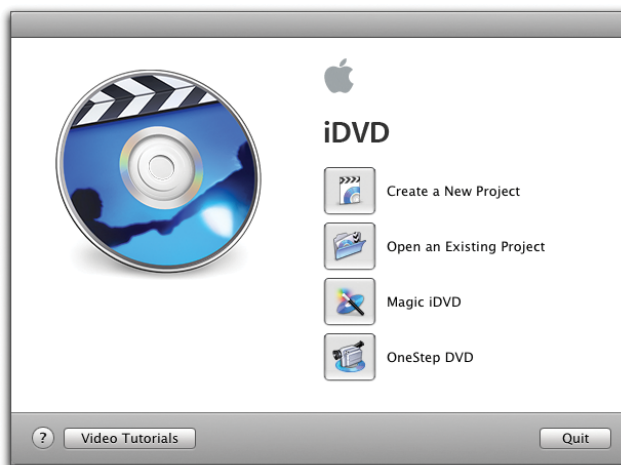 iDVD
Create a New Project
Open an Existing Project
Magic iDVD
OneStep DVD
? Video Tutorials Quit